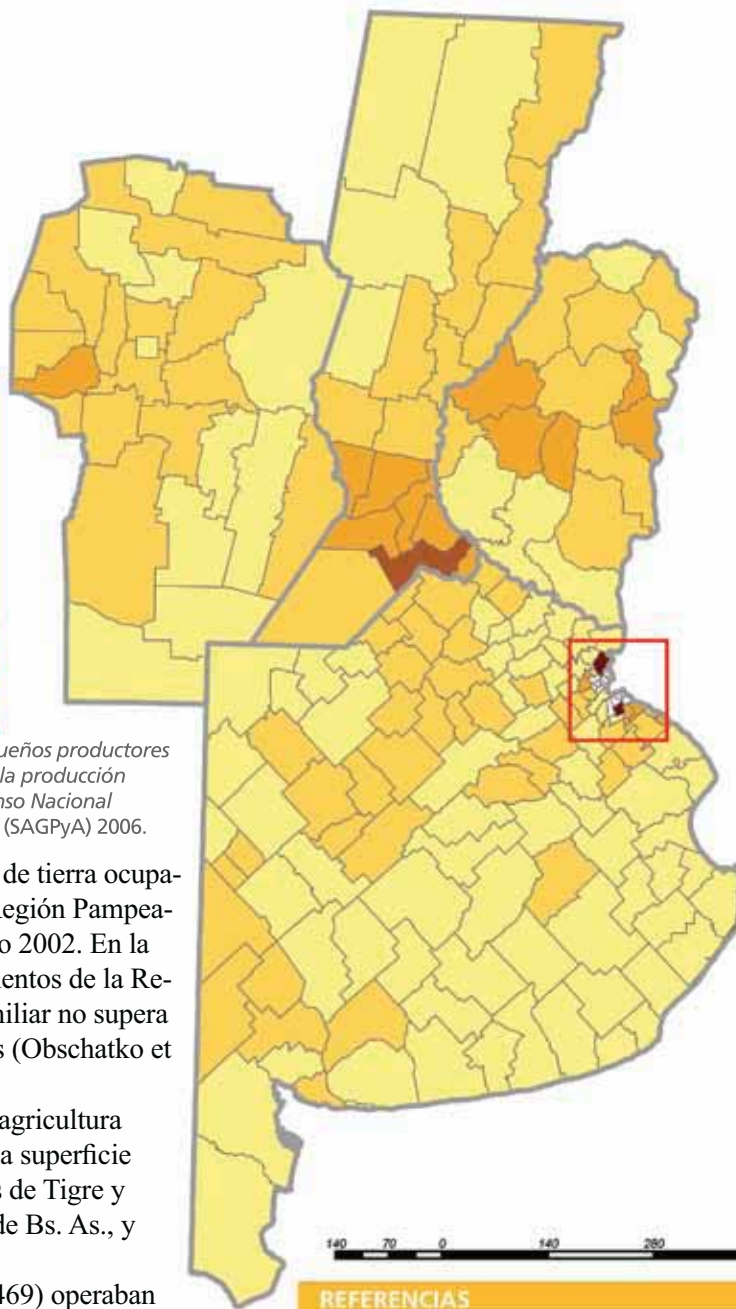 ueños productores
la producción
nso Nacional
(SAGPyA) 2006.
de tierra ocupa-
egión Pampea-
o 2002. En la
mentos de la Re-
niliar no supera
s (Obschatko et
agricultura
a superficie
s de Tigre y
de Bs. As., y
469) operaban
140 70 0 140 280
REFERENCIAS